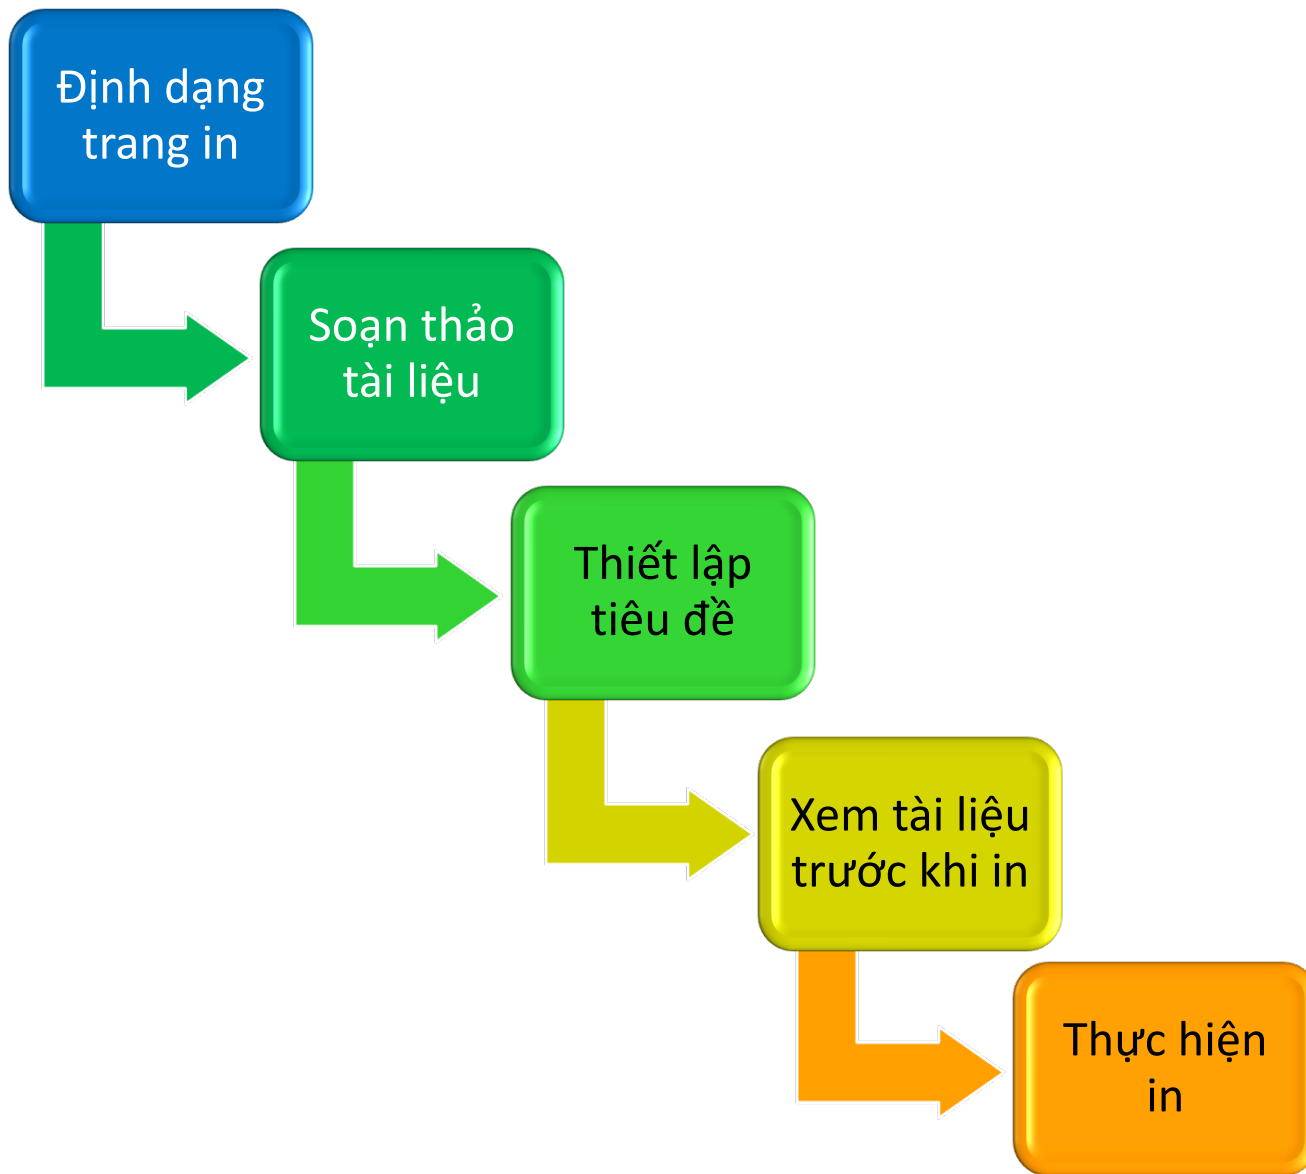 Định dạng
trang in
Soạn thảo
tài liệu
Thiết lập
tiêu đề
Xem tài liệu
trước khi in
Thực hiện
in